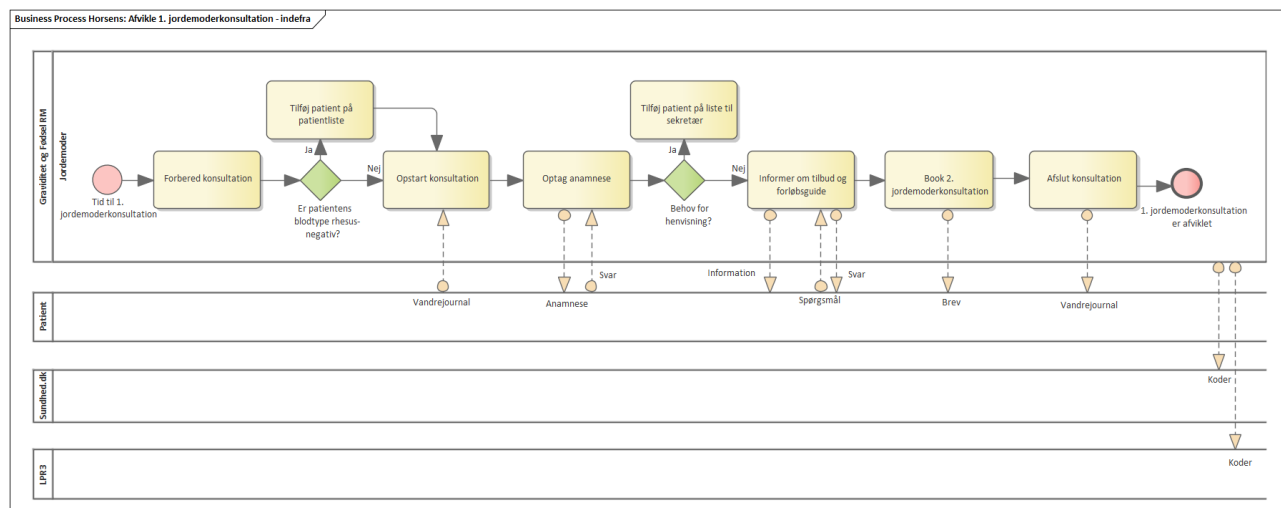 Business Process Horsens: Afvikle 1. jordemoderkonsultation - indefra
Graviditet og Fødsel RM
Jordemoder
Tid til 1.
jordemoderkonsultation
Forbered konsultation
Er patientens
blodtype rhesus-
negativ?
Ja
Nej
Tilføj patient på
patientliste
Opstart konsultation
Optag anamnese
Behov for
henvisning?
Ja
Nej
Tilføj patient på liste til
sekretær
Informer om tilbud og
forløbsguide
Book 2.
jordemoderkonsultation
Afslut konsultation
1. jordemoderkonsultation
er afviklet
Vandrejournal
Anamnese
Svar
Information
Spørgsmål
Svar
Brev
Vandrejournal
Patient
Sundhed.dk
Koder
LPR3
Koder